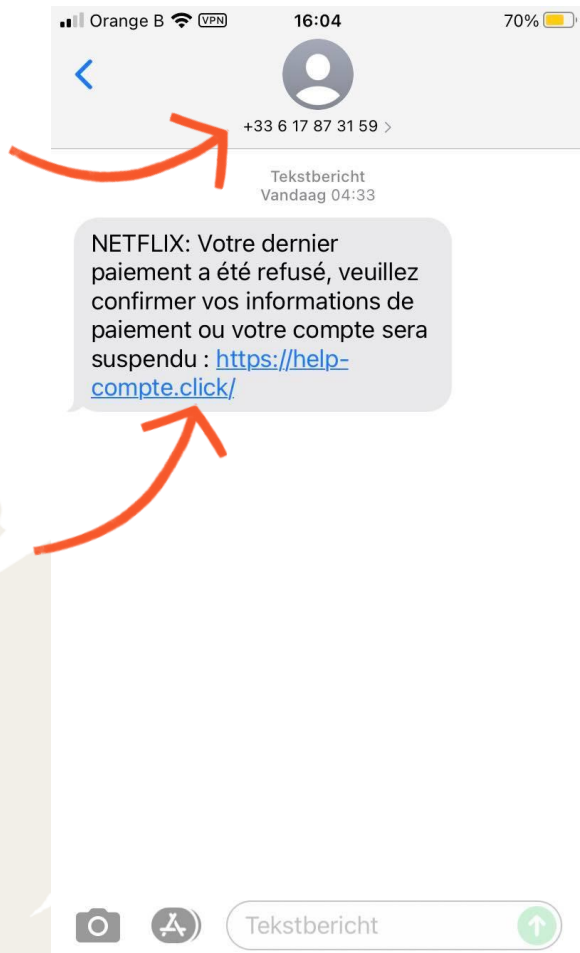 Orange B VPN 16:04 70%
+33 6 17 87 31 59 >
Tekstbericht
Vandaag 04:33
NETFLIX: Votre dernier
paiement a été refusé, veuillez
confirmer vos informations de
paiement ou votre compte sera
suspendu : https://help-
compte.click/
Tekstbericht